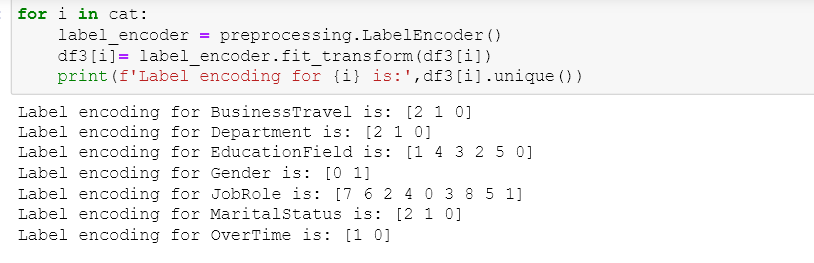 for i in cat:
    label_encoder = preprocessing.LabelEncoder()
    df3[i]= label_encoder.fit_transform(df3[i])
    print(f'Label encoding for {i} is:',df3[i].unique())
Label encoding for BusinessTravel is: [2 1 0]
Label encoding for Department is: [2 1 0]
Label encoding for EducationField is: [1 4 3 2 5 0]
Label encoding for Gender is: [0 1]
Label encoding for JobRole is: [7 6 2 4 0 3 8 5 1]
Label encoding for MaritalStatus is: [2 1 0]
Label encoding for OverTime is: [1 0]